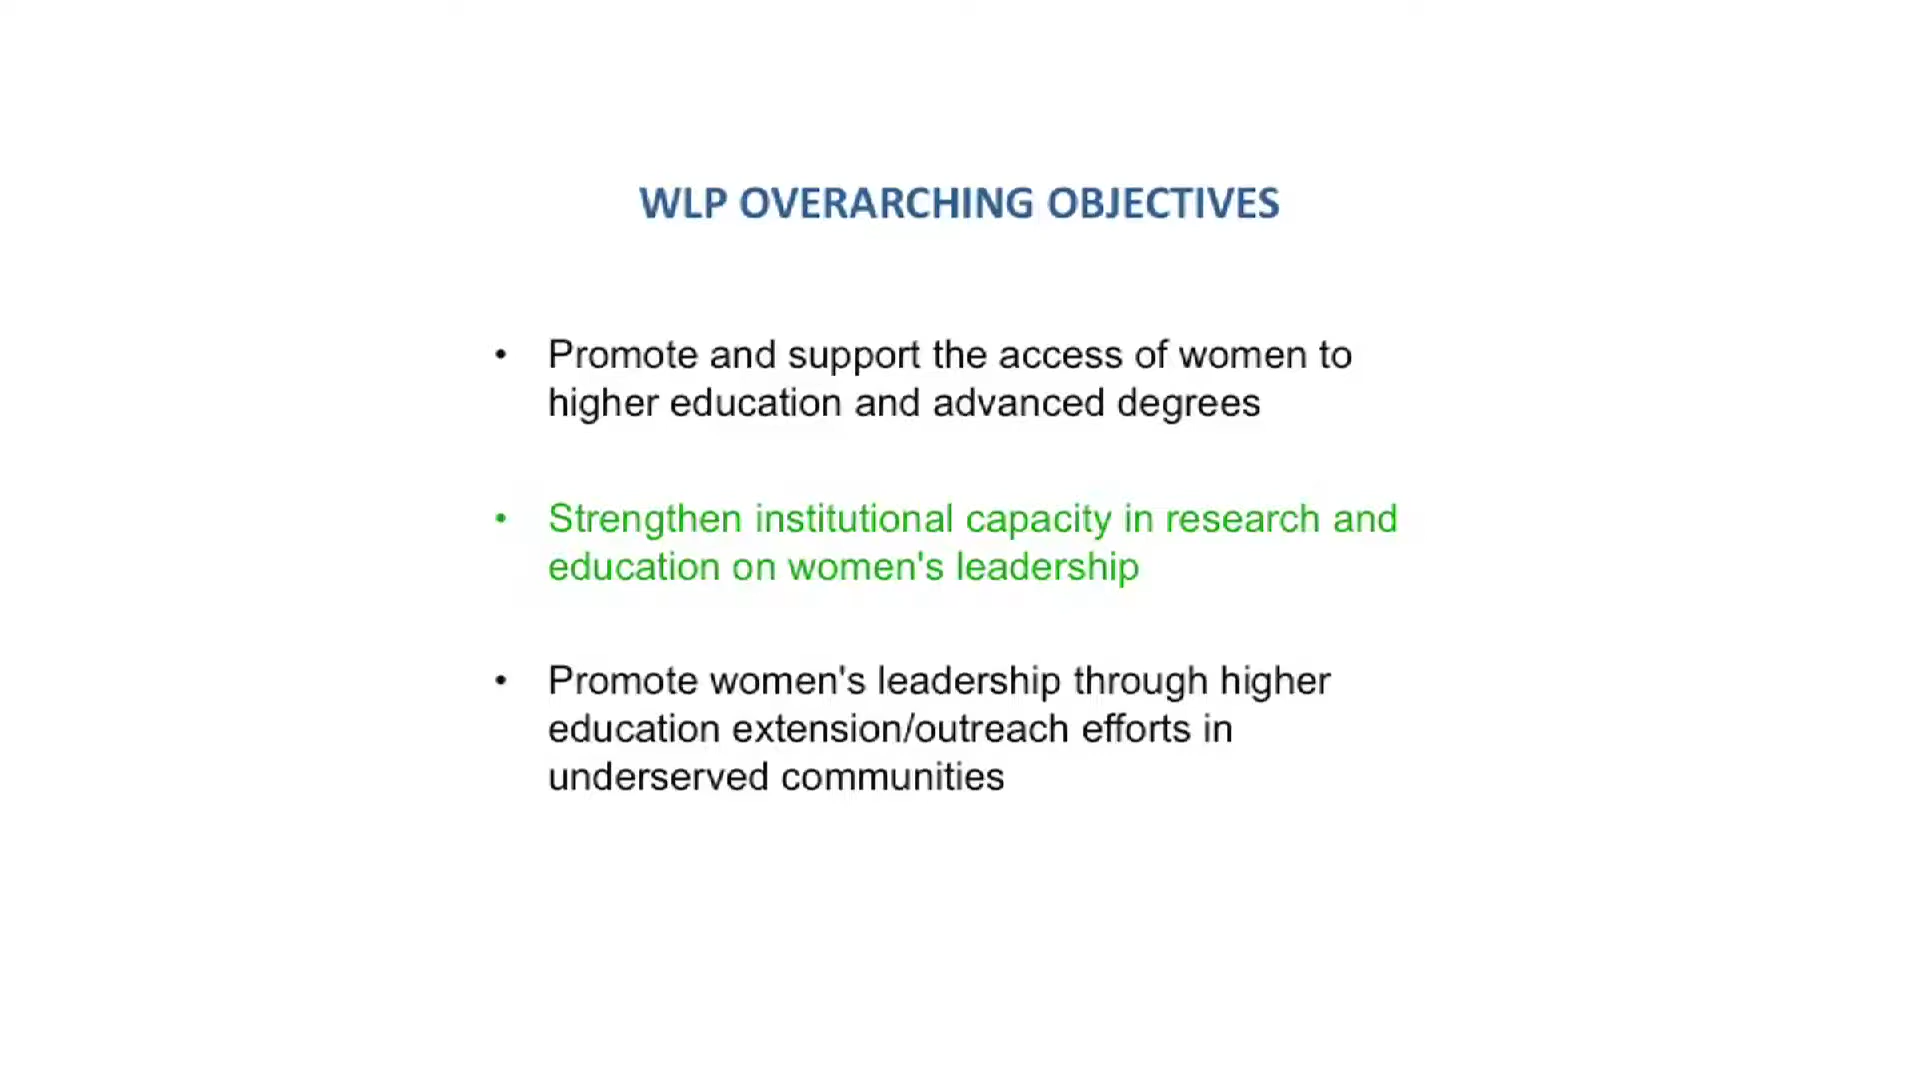 WLP OVERARCHING OBJECTIVES
• Promote and support the access of women to
higher education and advanced degrees
• Strengthen institutional capacity in research and
education on women's leadership
• Promote women's leadership through higher
education extension/outreach efforts in
underserved communities